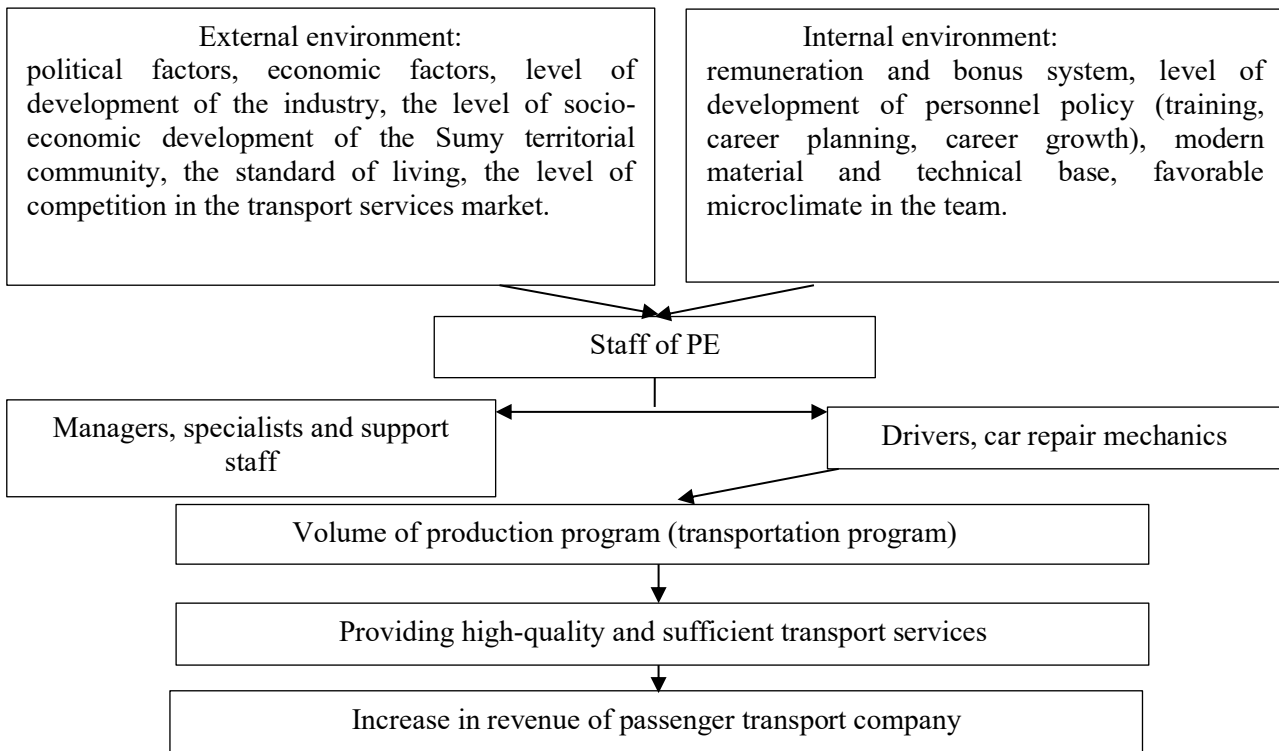 External environment:
political factors, economic factors, level of
development of the industry, the level of socio-
economic development of the Sumy territorial
community, the standard of living, the level of
competition in the transport services market.
Internal environment:
remuneration and bonus system, level of
development of personnel policy (training,
career planning, career growth), modern
material and technical base, favorable
microclimate in the team.
Staff of PE
Managers, specialists and support
staff
Drivers, car repair mechanics
Volume of production program (transportation program)
Providing high-quality and sufficient transport services
Increase in revenue of passenger transport company